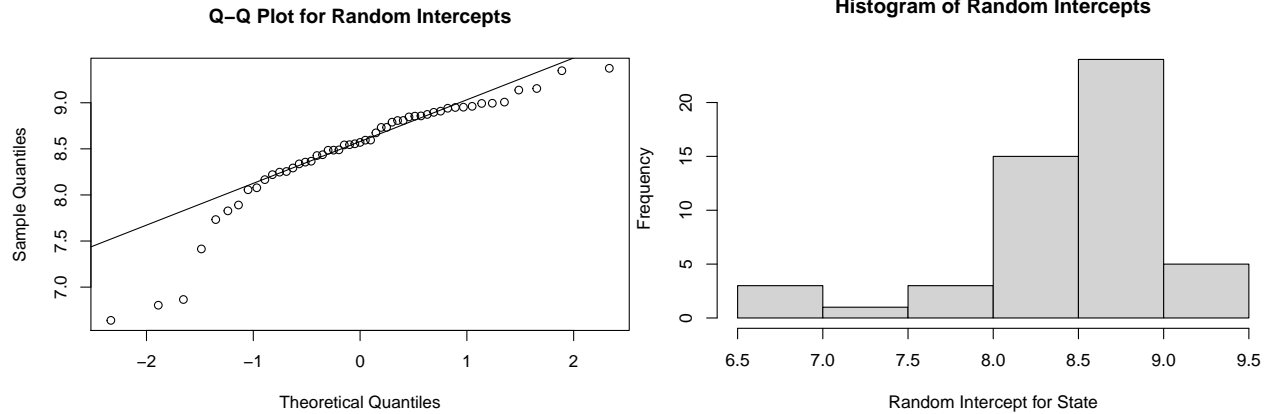 Q−Q Plot for Random Intercepts
Sample Quantiles
9.0
8.5
8.0
7.5
7.0
−2 −1 0 1 2
Theoretical Quantiles
Histogram of Random Intercepts
Frequency
20
15
10
5
0
6.5 7.0 7.5 8.0 8.5 9.0 9.5
Random Intercept for State